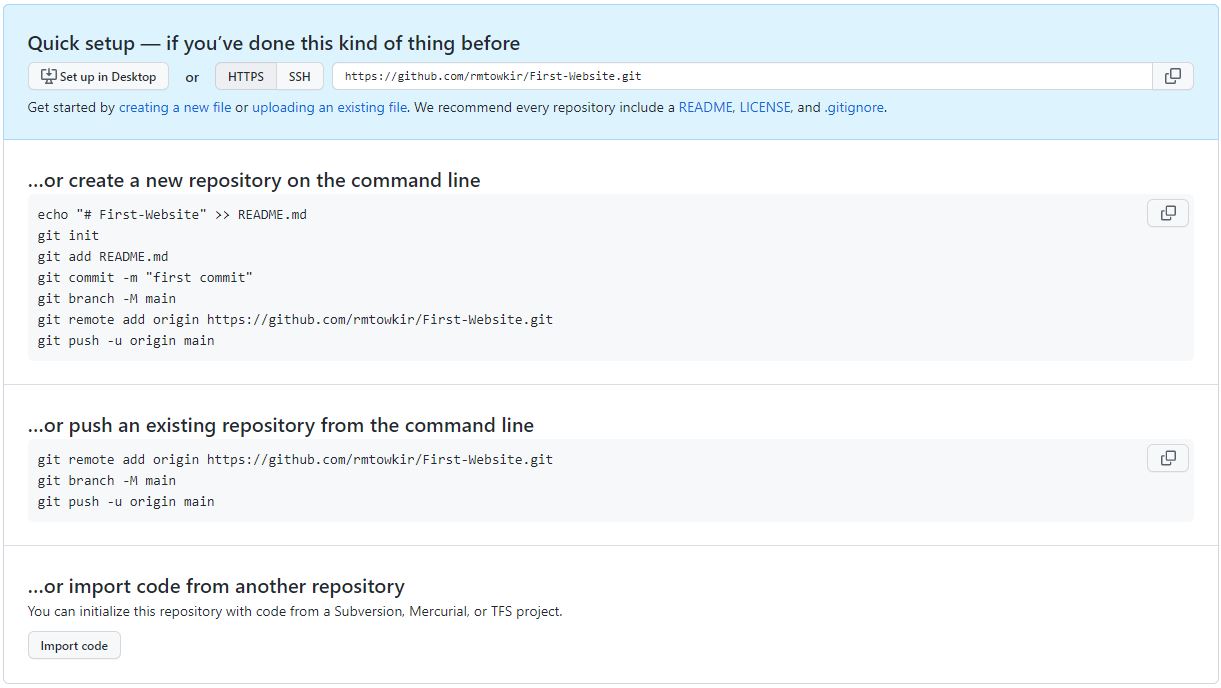 Quick setup — if you’ve done this kind of thing before
Set up in Desktop or HTTPS SSH https://github.com/rmtowkir/First-Website.git
Get started by creating a new file or uploading an existing file. We recommend every repository include a README, LICENSE, and .gitignore.
…or create a new repository on the command line
echo "# First-Website" >> README.md
git init
git add README.md
git commit -m "first commit"
git branch -M main
git remote add origin https://github.com/rmtowkir/First-Website.git
git push -u origin main
…or push an existing repository from the command line
git remote add origin https://github.com/rmtowkir/First-Website.git
git branch -M main
git push -u origin main
…or import code from another repository
You can initialize this repository with code from a Subversion, Mercurial, or TFS project.
Import code